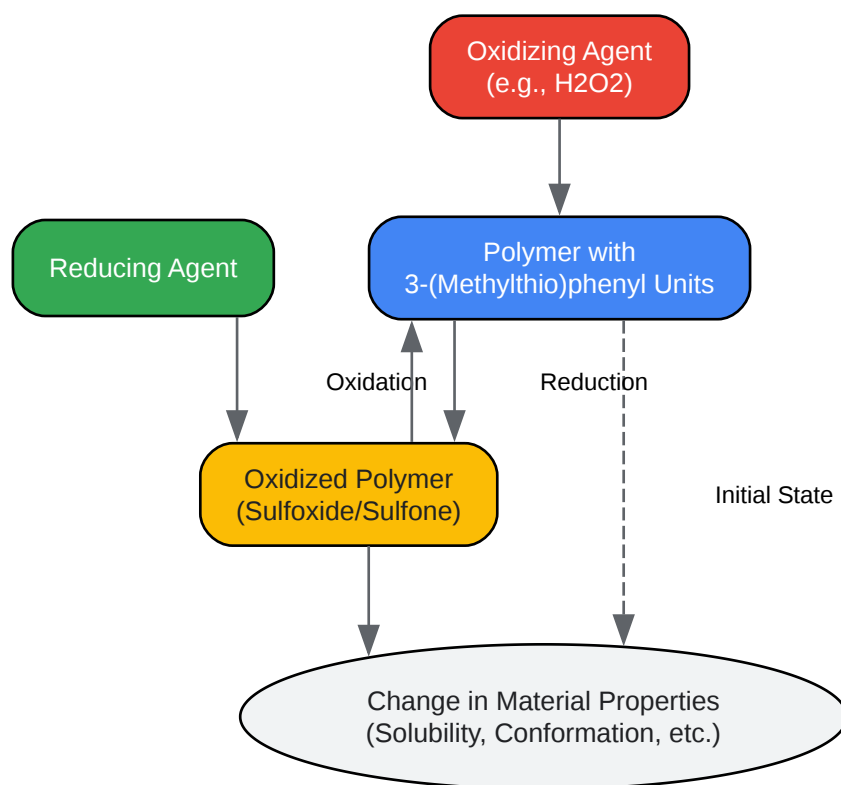 Oxidizing Agent
(e.g., H2O2)
Polymer with
3-(Methylthio)phenyl Units
Reducing Agent
Oxidation
Reduction
Oxidized Polymer
(Sulfoxide/Sulfone)
Initial State
Change in Material Properties
(Solubility, Conformation, etc.)